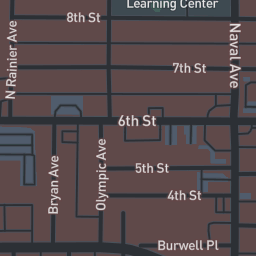 Learning Center
8th St
N Rainier Ave
Naval Ave
7th St
6th St
Bryan Ave
Olympic Ave
5th St
4th St
Burwell Pl